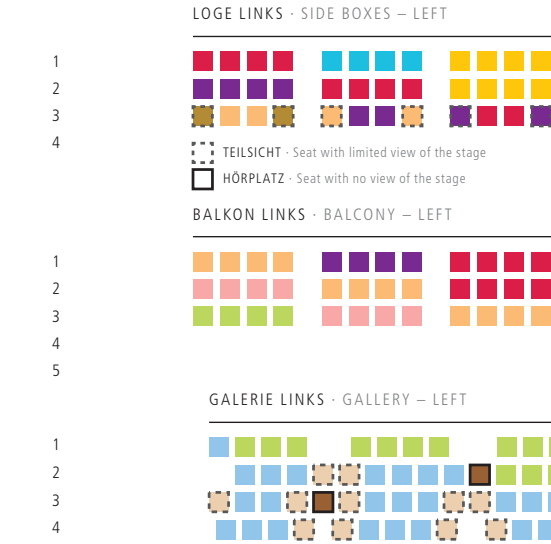 LOGE LINKS · SIDE BOXES – LEFT
1
2
3
4
TEILSICHT · Seat with limited view of the stage
HÖRPLATZ · Seat with no view of the stage
BALKON LINKS · BALCONY – LEFT
1
2
3
4
5
GALERIE LINKS · GALLERY – LEFT
1
2
3
4